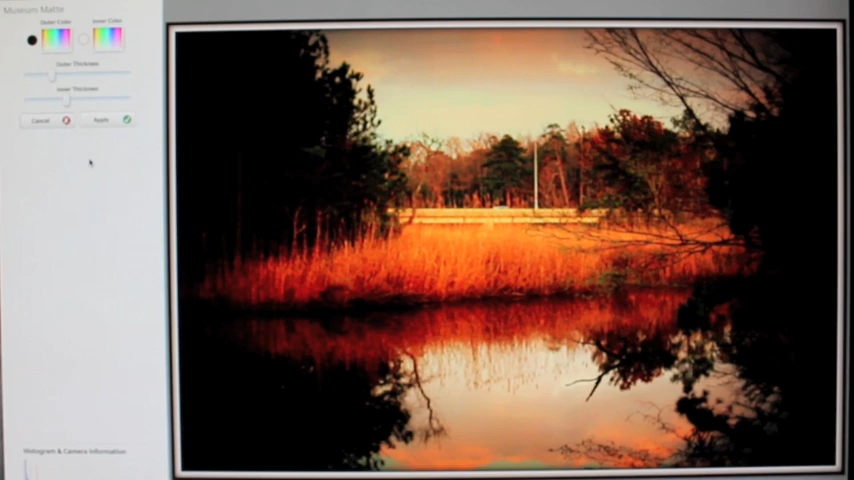 Museum Matte
Outer Color
Inner Color
Outer Thickness
Inner Thickness
Cancel
Apply
Histogram & Camera Information